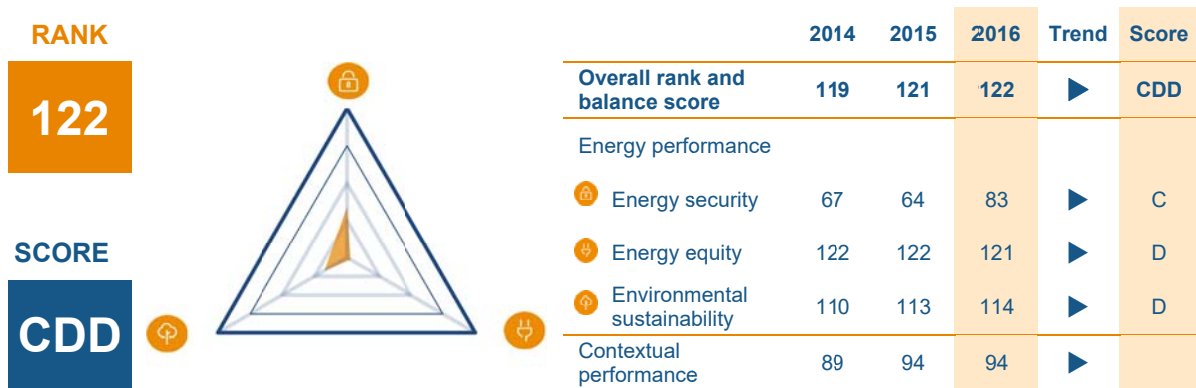 RANK
122
SCORE
CDD
2014 2015 2016 Trend Score
Overall rank and
balance score 119 121 122 CDD
Energy performance
Energy security 67 64 83 C
Energy equity 122 122 121 D
Environmental
sustainability 110 113 114 D
Contextual
performance 89 94 94